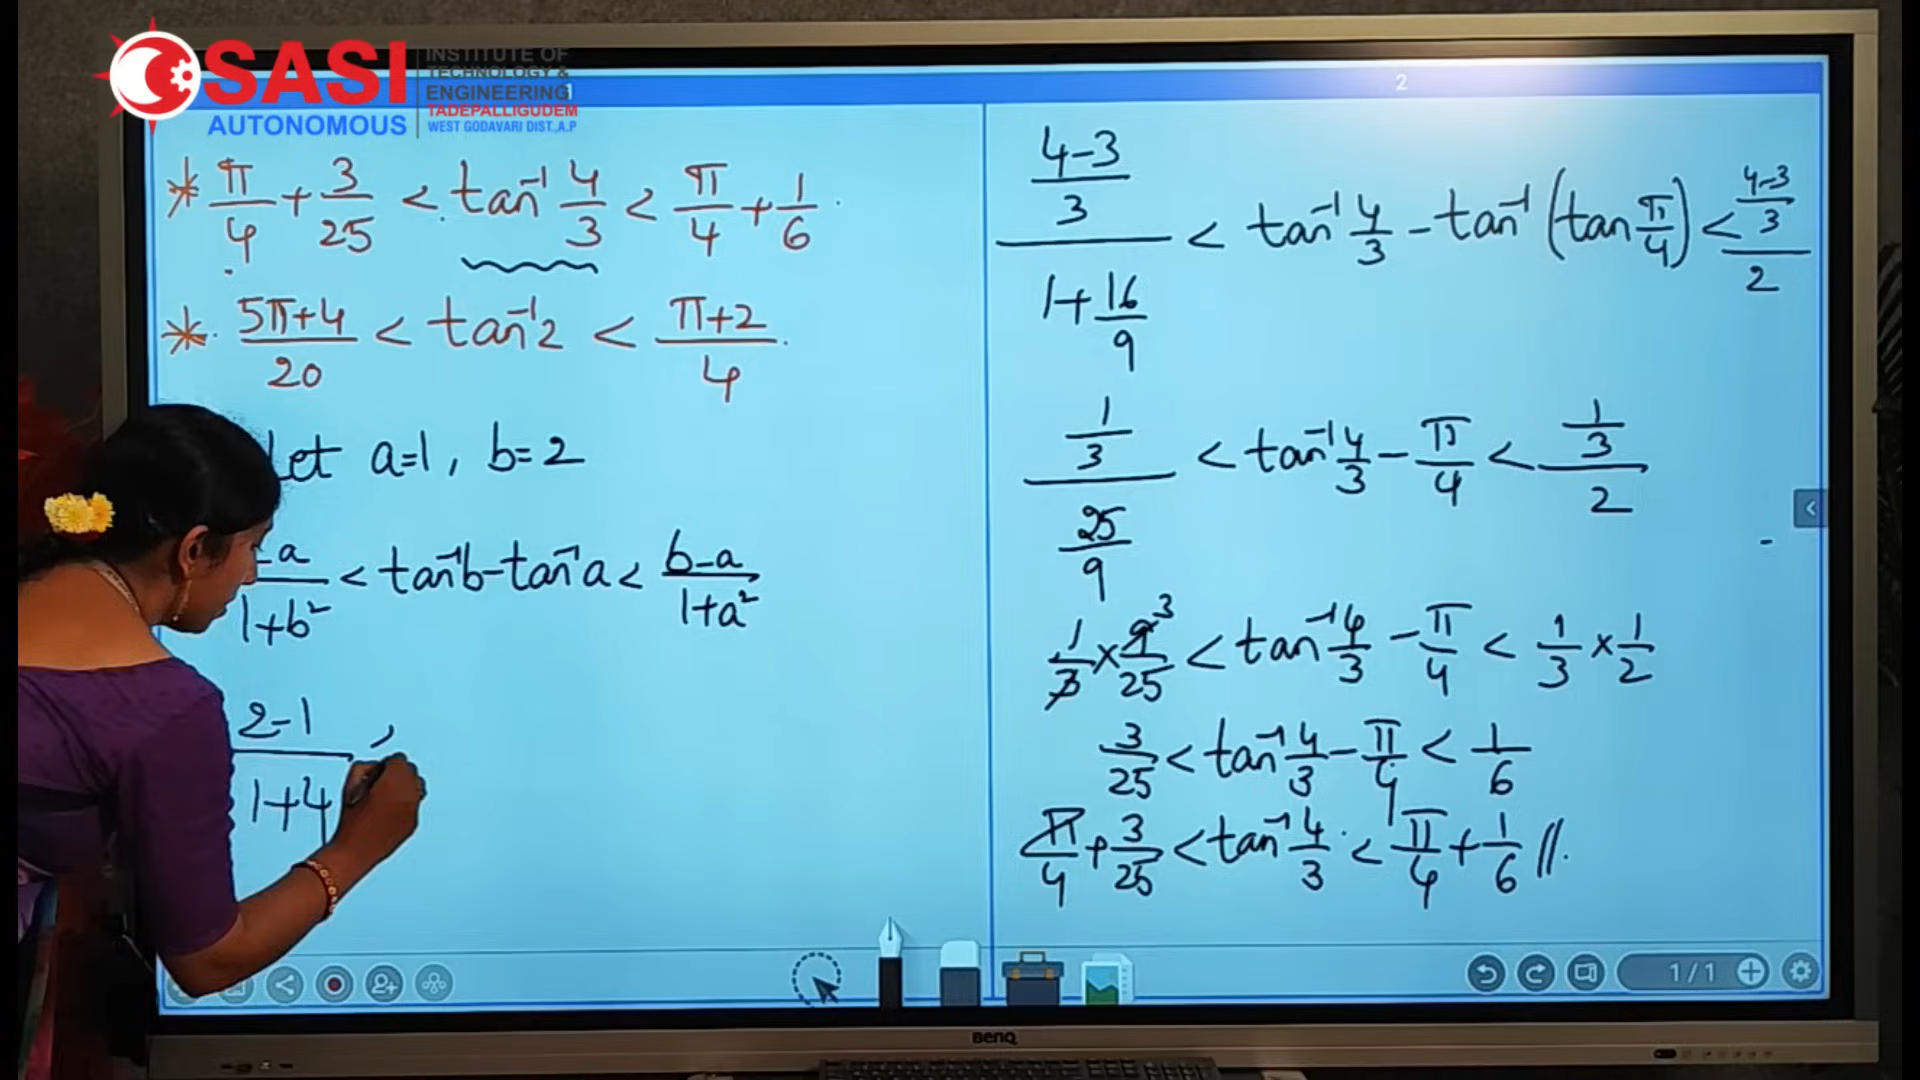 SASI
AUTONOMOUS
INSTITUTE OF
TECHNOLOGY &
ENGINEERING
TADEPALLIGUDEM
WEST GODAVARI DIST.,A.P
1
* π/4 + 3/25 < tan⁻¹ 4/3 < π/4 + 1/6
* (5π+4)/20 < tan⁻¹2 < (π+2)/4
Let a=1, b=2
-a/(1+b²) < tan⁻¹b - tan⁻¹a < (b-a)/(1+a²)
(2-1)/(1+4)
2
((4-3)/3)/(1+16/9) < tan⁻¹ 4/3 - tan⁻¹(tan π/4) < ((4-3)/3)/2
(1/3)/(25/9) < tan⁻¹ 4/3 - π/4 < (1/3)/2
1/3 × 9/25 3 < tan⁻¹ 4/3 - π/4 < 1/3 × 1/2
3/25 < tan⁻¹ 4/3 - π/4 < 1/6
π/4 + 3/25 < tan⁻¹ 4/3 < π/4 + 1/6 //.
1/1
BenQ